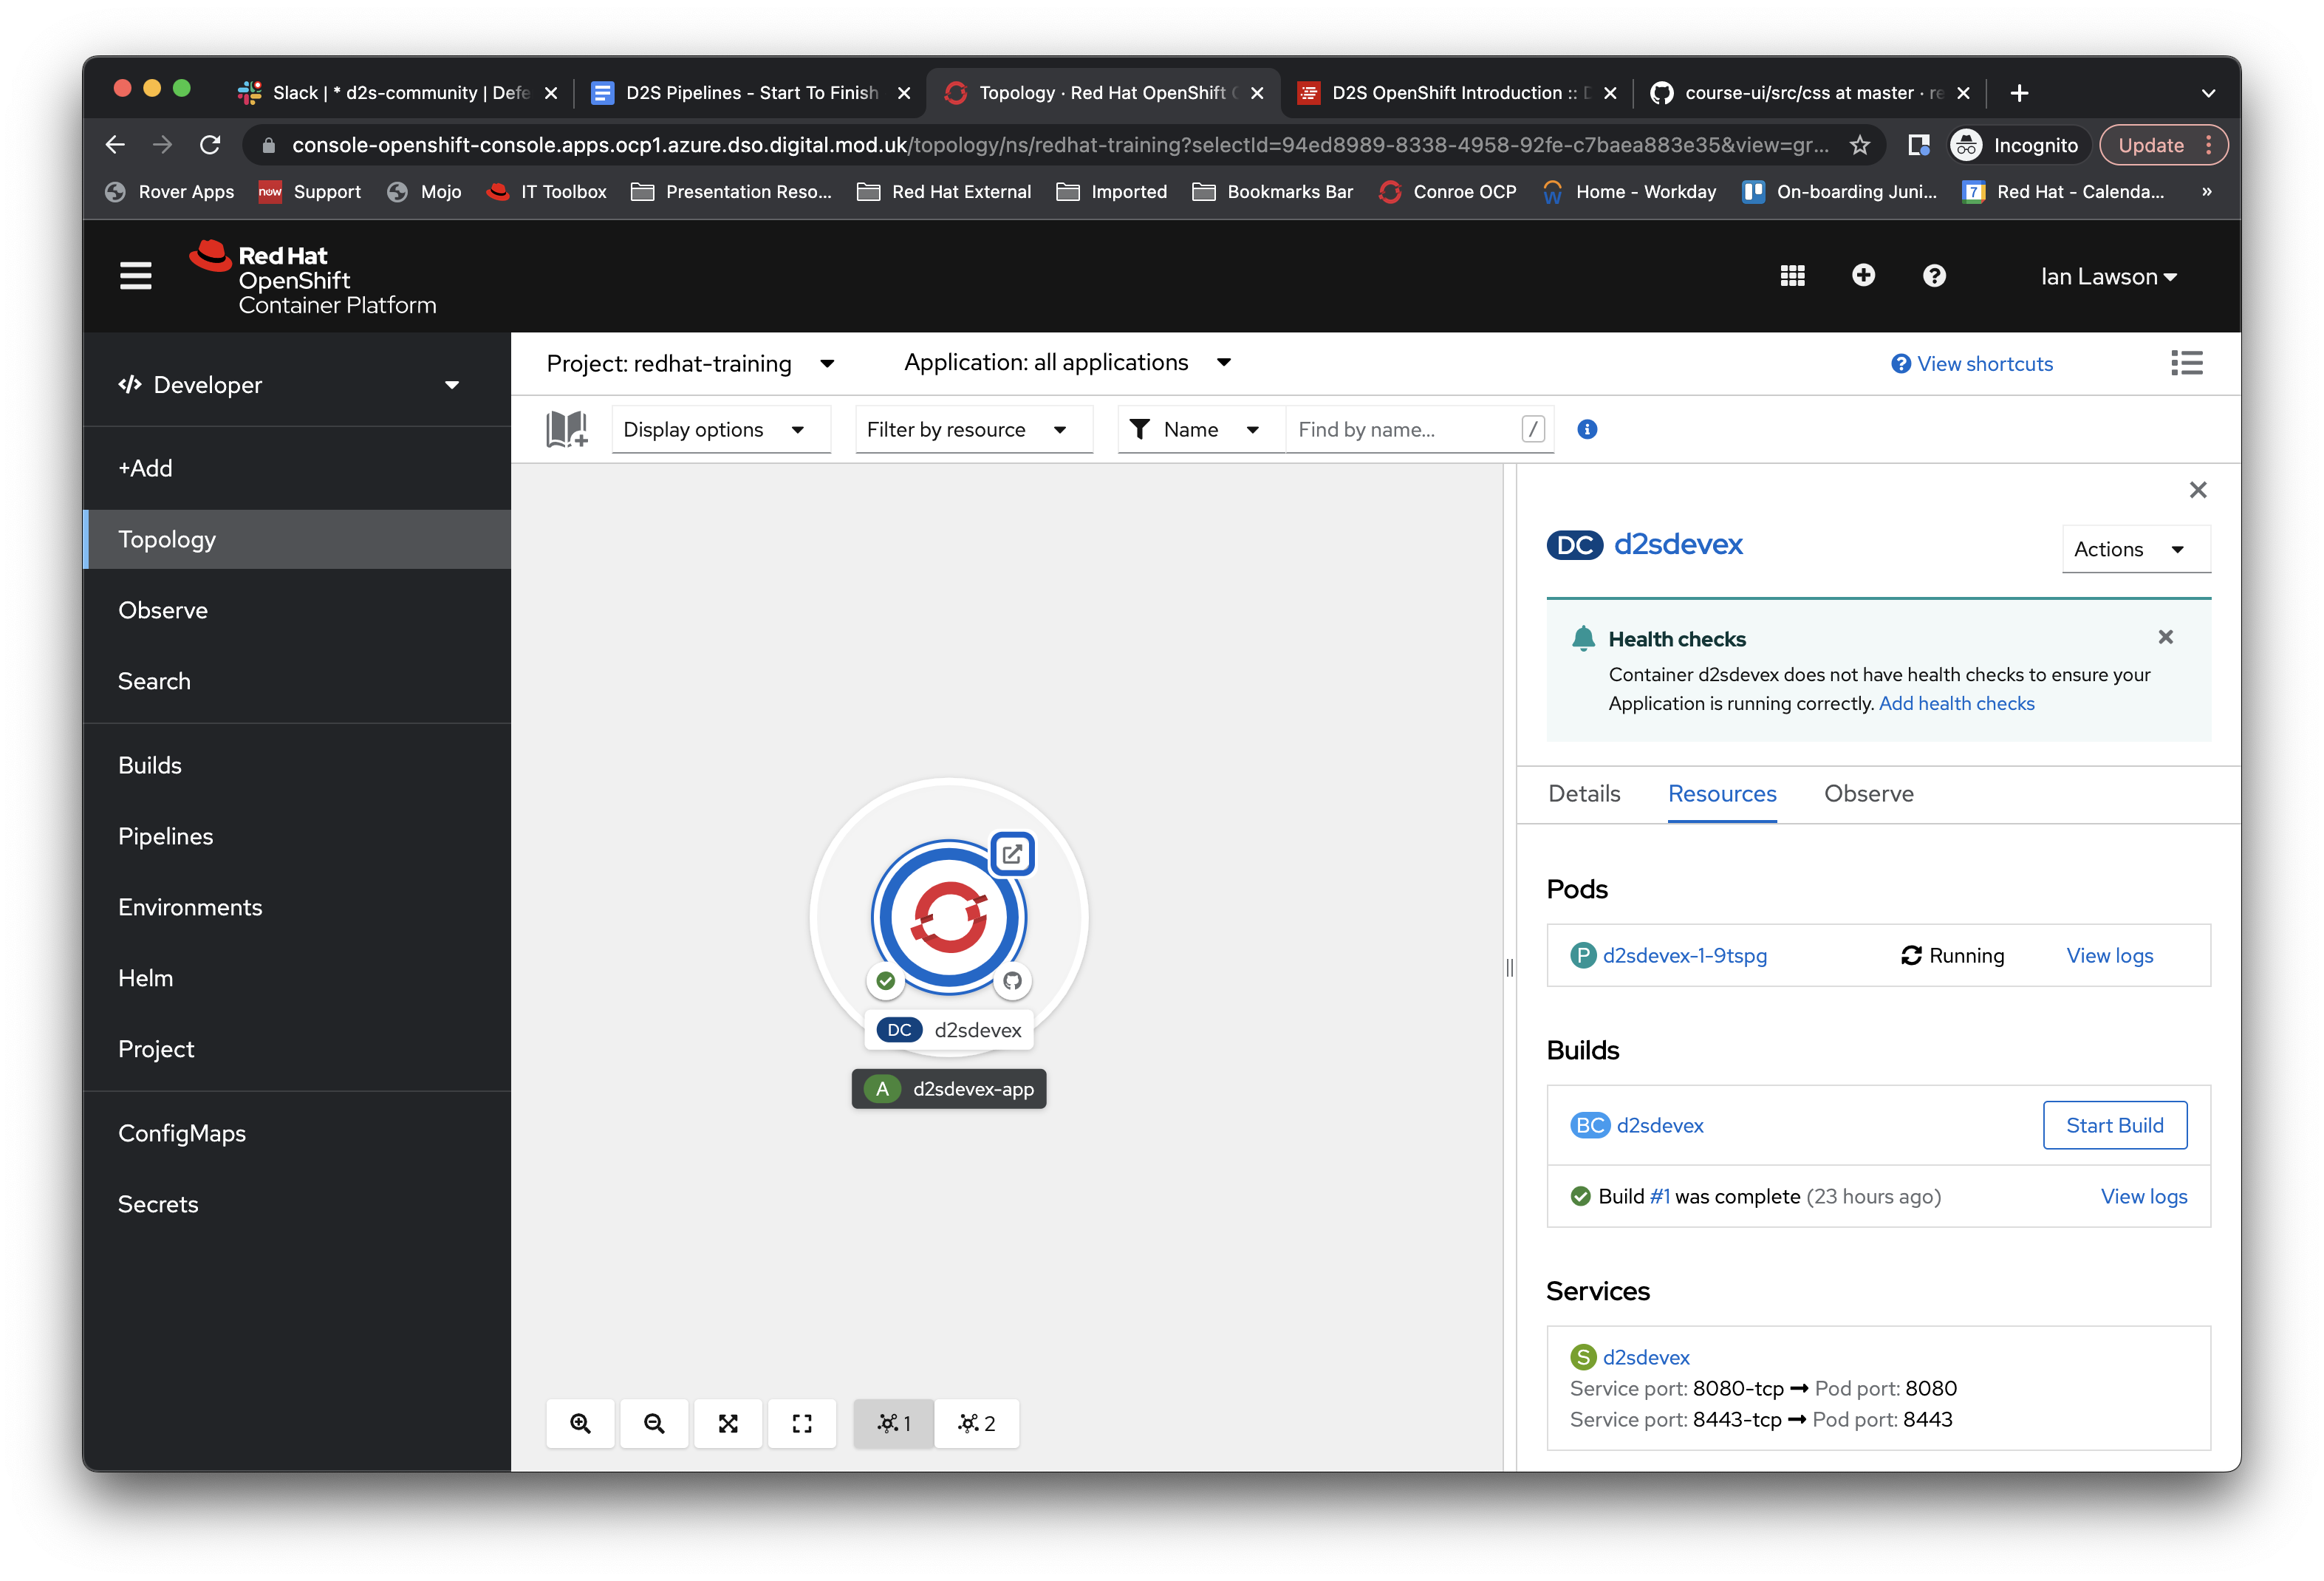 Slack | * d2s-community | Defe
D2S Pipelines - Start To Finish
Topology · Red Hat OpenShift C
D2S OpenShift Introduction :: D
course-ui/src/css at master · re
console-openshift-console.apps.ocp1.azure.dso.digital.mod.uk/topology/ns/redhat-training?selectId=94ed8989-8338-4958-92fe-c7baea883e35&view=gr...
Incognito
Update
Rover Apps
now
Support
Mojo
IT Toolbox
Presentation Reso...
Red Hat External
Imported
Bookmarks Bar
Conroe OCP
Home - Workday
On-boarding Juni...
7
Red Hat - Calenda...
»
Red Hat
OpenShift
Container Platform
Ian Lawson
Developer
+Add
Topology
Observe
Search
Builds
Pipelines
Environments
Helm
Project
ConfigMaps
Secrets
Project: redhat-training
Application: all applications
View shortcuts
Display options
Filter by resource
Name
Find by name...
/
DC d2sdevex
A d2sdevex-app
1
2
DC d2sdevex
Actions
Health checks
Container d2sdevex does not have health checks to ensure your
Application is running correctly. Add health checks
Details
Resources
Observe
Pods
P d2sdevex-1-9tspg
Running
View logs
Builds
BC d2sdevex
Start Build
Build #1 was complete (23 hours ago)
View logs
Services
S d2sdevex
Service port: 8080-tcp ➞ Pod port: 8080
Service port: 8443-tcp ➞ Pod port: 8443